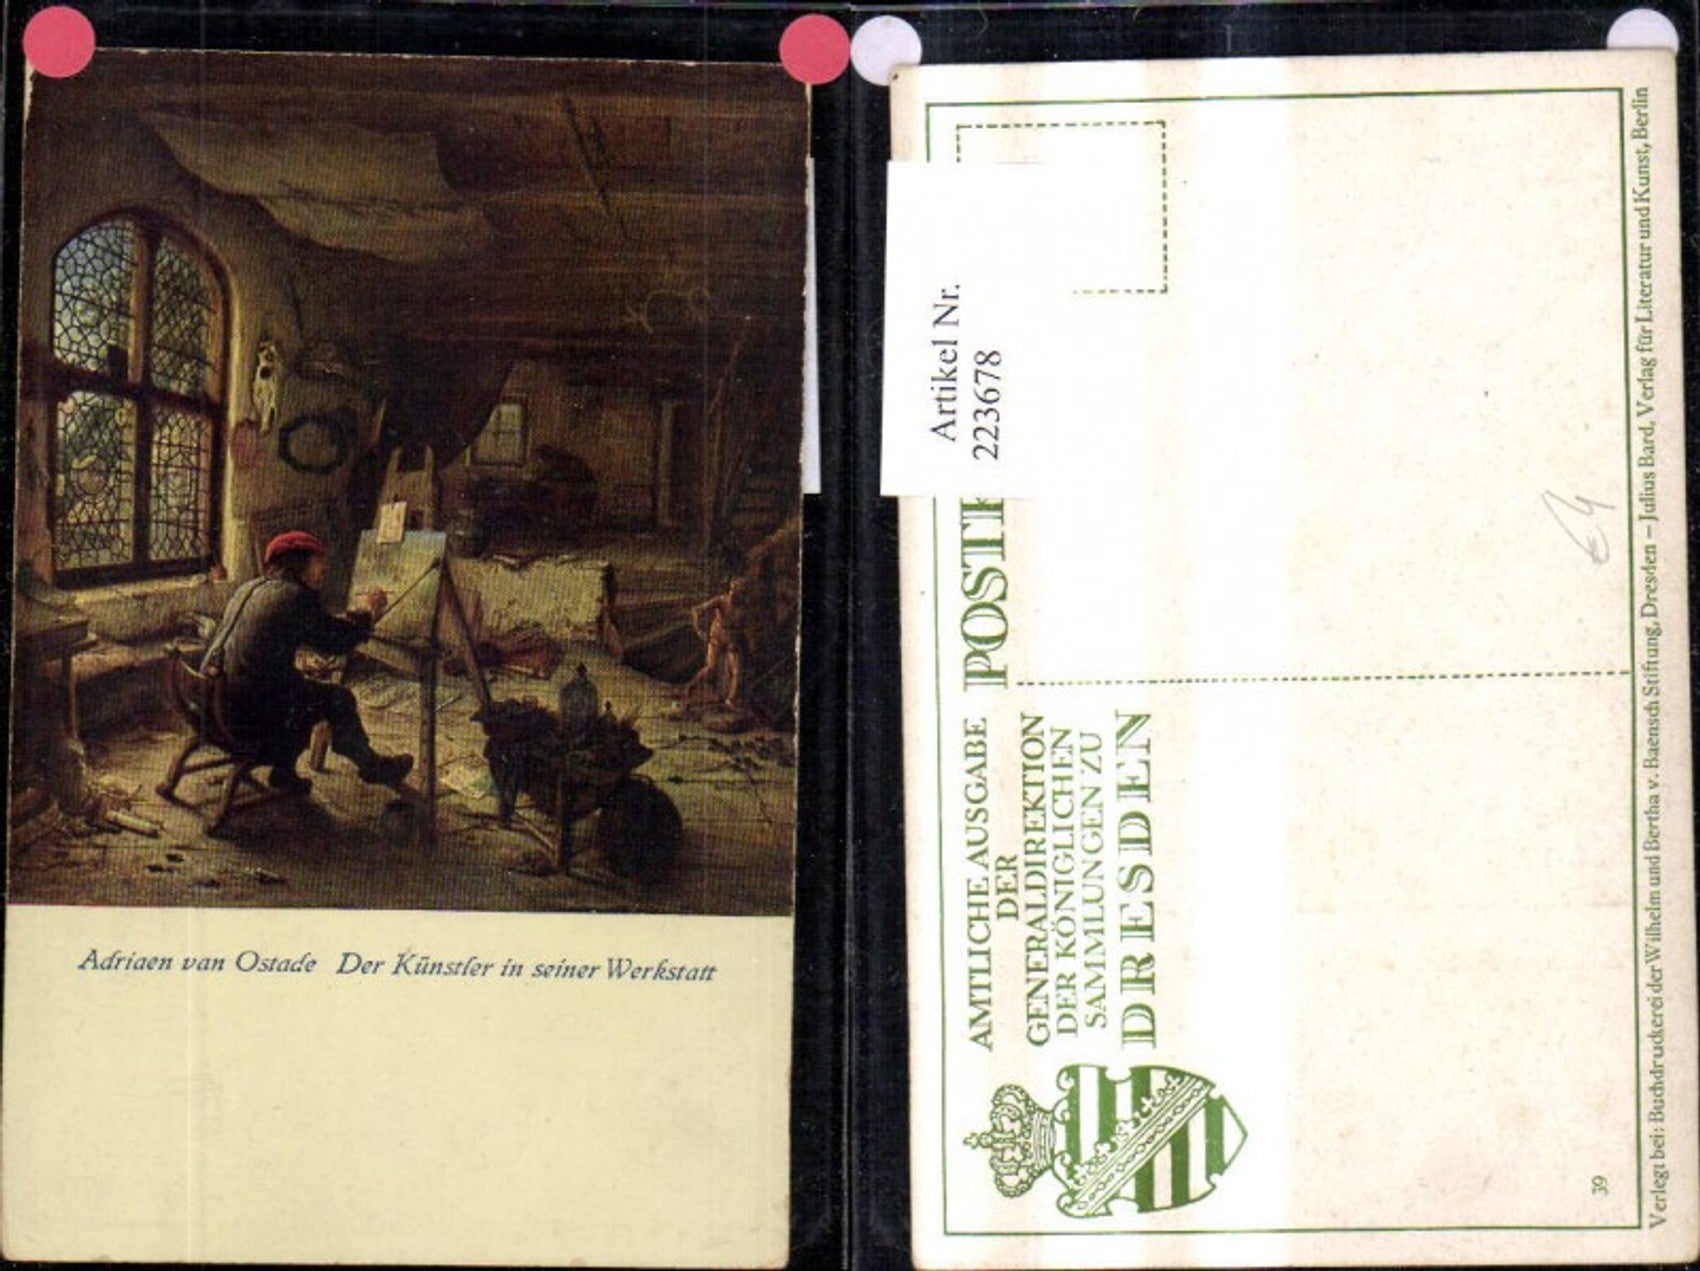 Adriaen van Ostade Der Künstler in seiner Werkstatt
Artikel Nr.
223678
AMTLICHE AUSGABE
DER
GENERALDIREKTION
DER KÖNIGLICHEN
SAMMLUNGEN ZU
DRESDEN
POSTK
€4
39
Verlegt bei: Buchdruckerei der Wilhelm und Bertha v. Baensch Stiftung, Dresden – Julius Bard, Verlag für Literatur und Kunst, Berlin